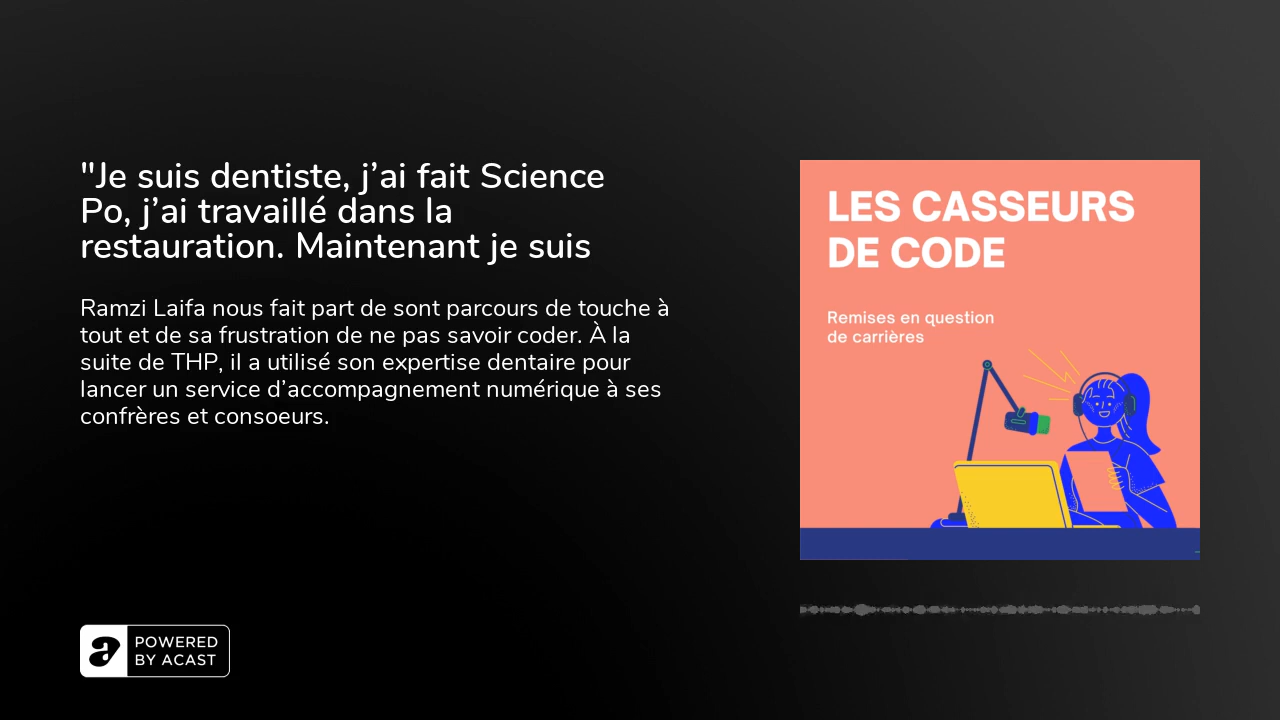 "Je suis dentiste, j’ai fait Science
Po, j’ai travaillé dans la
restauration. Maintenant je suis
Ramzi Laifa nous fait part de sont parcours de touche à
tout et de sa frustration de ne pas savoir coder. À la
suite de THP, il a utilisé son expertise dentaire pour
lancer un service d’accompagnement numérique à ses
confrères et consoeurs.
LES CASSEURS
DE CODE
Remises en question
de carrières
a
POWERED
BY ACAST